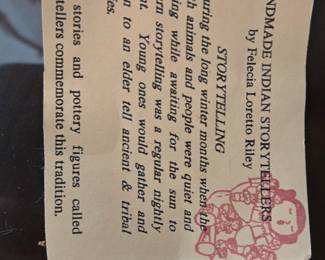 NDMADE INDIAN STORYTELLERS
by Felecia Loretto Riley
STORYTELLING
uring the long winter months when the
th animals and people were quiet and
ing while awaiting for the sun to
rn storytelling was a regular nightly
nt. Young ones would gather and
n to an elder tell ancient & tribal
es.
stories and pottery figures called
tellers commemorate this tradition.